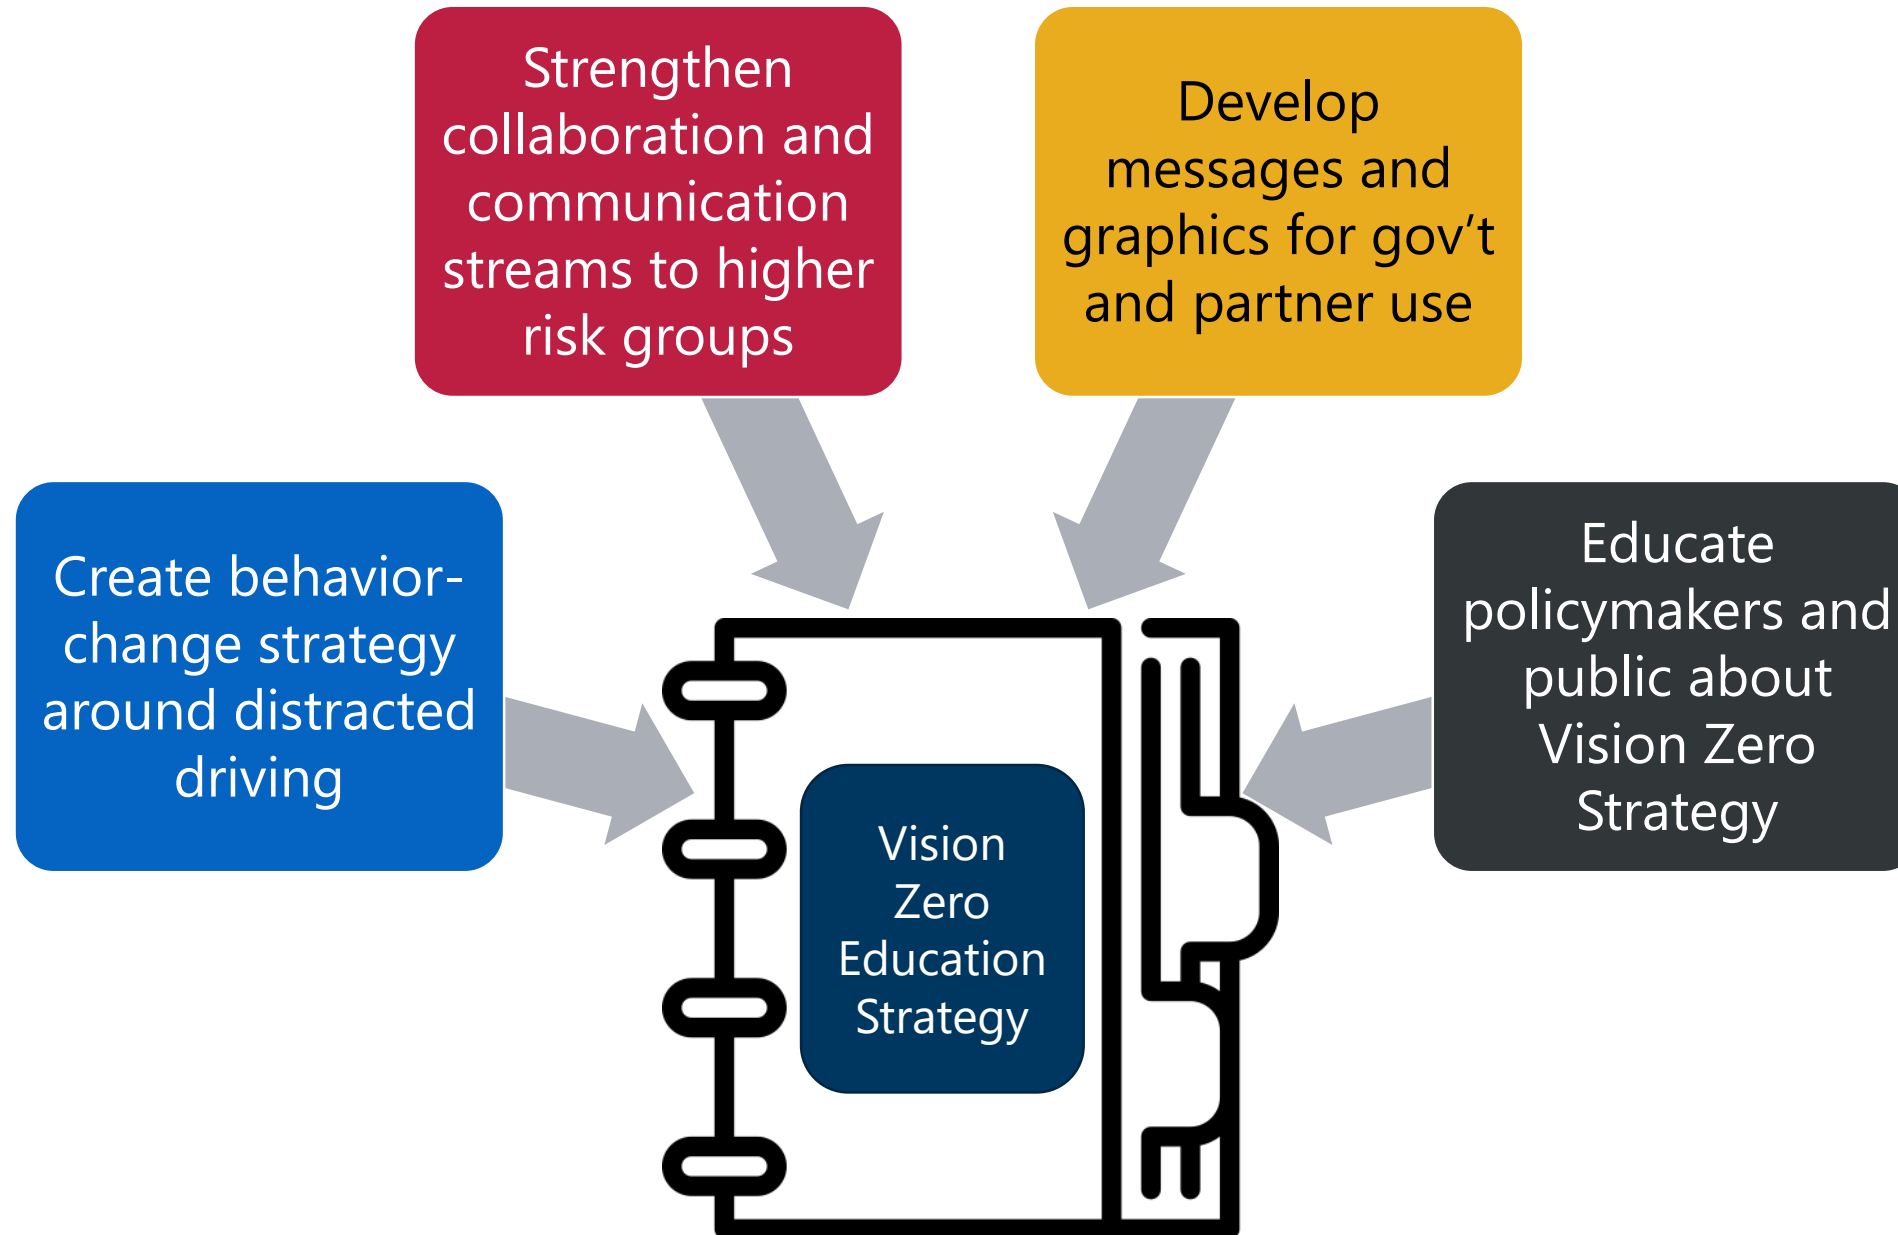 Strengthen
collaboration and
communication
streams to higher
risk groups
Develop
messages and
graphics for gov’t
and partner use
Create behavior-
change strategy
around distracted
driving
Educate
policymakers and
public about
Vision Zero
Strategy
Vision
Zero
Education
Strategy